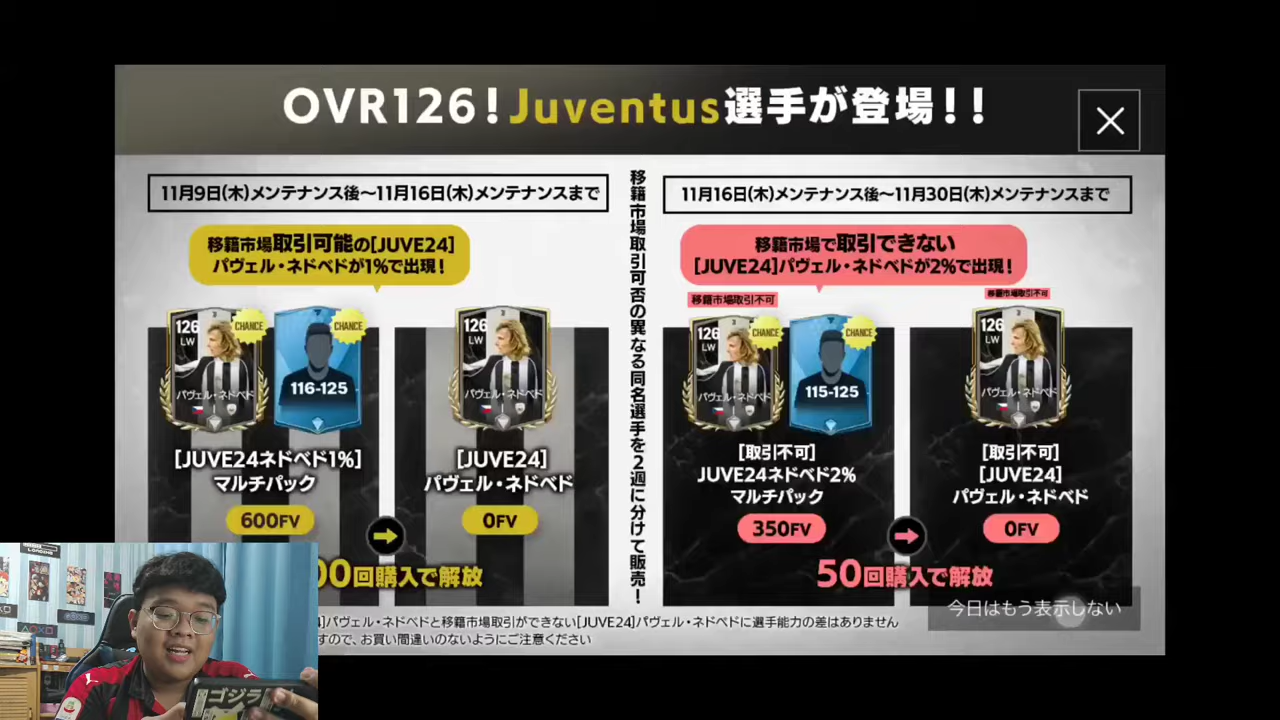 OVR126!Juventus選手が登場!!
11月9日(木)メンテナンス後~11月16日(木)メンテナンスまで
移籍市場取引可能の[JUVE24]
パヴェル・ネドベドが1%で出現!
126
LW
CHANCE
パヴェル・ネドベド
CHANCE
116-125
[JUVE24ネドベド1%]
マルチパック
600FV
126
LW
パヴェル・ネドベド
[JUVE24]
パヴェル・ネドベド
0FV
00回購入で解放
移籍市場取引可否の異なる同名選手を2週に分けて販売!
11月16日(木)メンテナンス後~11月30日(木)メンテナンスまで
移籍市場で取引できない
[JUVE24]パヴェル・ネドベドが2%で出現!
移籍市場取引不可
126
LW
CHANCE
パヴェル・ネドベド
CHANCE
115-125
[取引不可]
JUVE24ネドベド2%
マルチパック
350FV
移籍市場取引不可
126
LW
パヴェル・ネドベド
[取引不可]
[JUVE24]
パヴェル・ネドベド
0FV
50回購入で解放
今日はもう表示しない
]パヴェル・ネドベドと移籍市場取引ができない[JUVE24]パヴェル・ネドベドに選手能力の差はありません
すので、お買い間違いのないようにご注意ください
ゴジラ